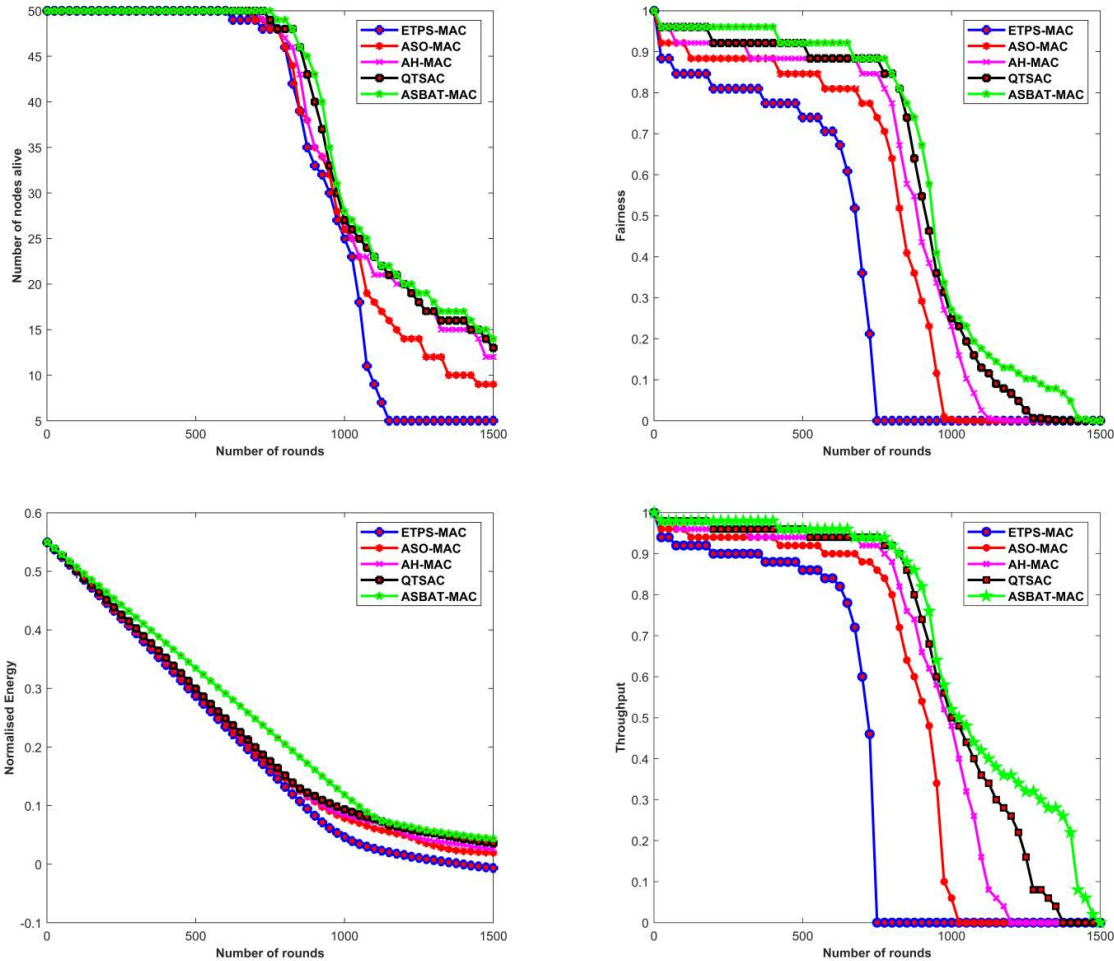 50
45
40
35
30
25
20
15
10
5
Number of nodes alive
0
500
1000
1500
Number of rounds
ETPS-MAC
ASO-MAC
AH-MAC
QTSAC
ASBAT-MAC
1
0.9
0.8
0.7
0.6
0.5
0.4
0.3
0.2
0.1
0
Fairness
0
500
1000
1500
Number of rounds
ETPS-MAC
ASO-MAC
AH-MAC
QTSAC
ASBAT-MAC
0.6
0.5
0.4
0.3
0.2
0.1
0
-0.1
Normalised Energy
0
500
1000
1500
Number of rounds
ETPS-MAC
ASO-MAC
AH-MAC
QTSAC
ASBAT-MAC
1
0.9
0.8
0.7
0.6
0.5
0.4
0.3
0.2
0.1
0
Throughput
0
500
1000
1500
Number of rounds
ETPS-MAC
ASO-MAC
AH-MAC
QTSAC
ASBAT-MAC